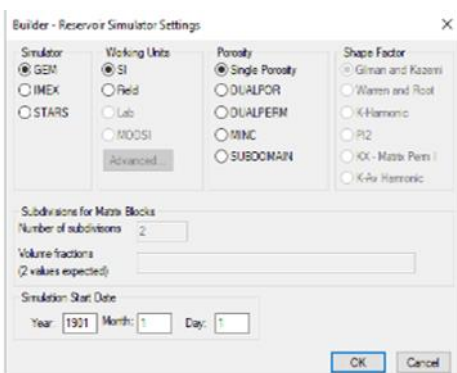 Builder - Reservoir Simulator Settings
Simulator
GEM
IMEX
STARS
Working Units
SI
Field
Lab
MODSI
Advanced...
Porosity
Single Porosity
DUALPOR
DUALPERM
MINC
SUBDOMAIN
Shape Factor
Gilman and Kazemi
Warren and Root
K-Harmonic
PI2
KX - Matrix Perm I
K-Av Harmonic
Subdivisions for Matrix Blocks
Number of subdivisions 2
Volume fractions
(2 values expected)
Simulation Start Date
Year: 1901 Month: 1 Day: 1
OK Cancel